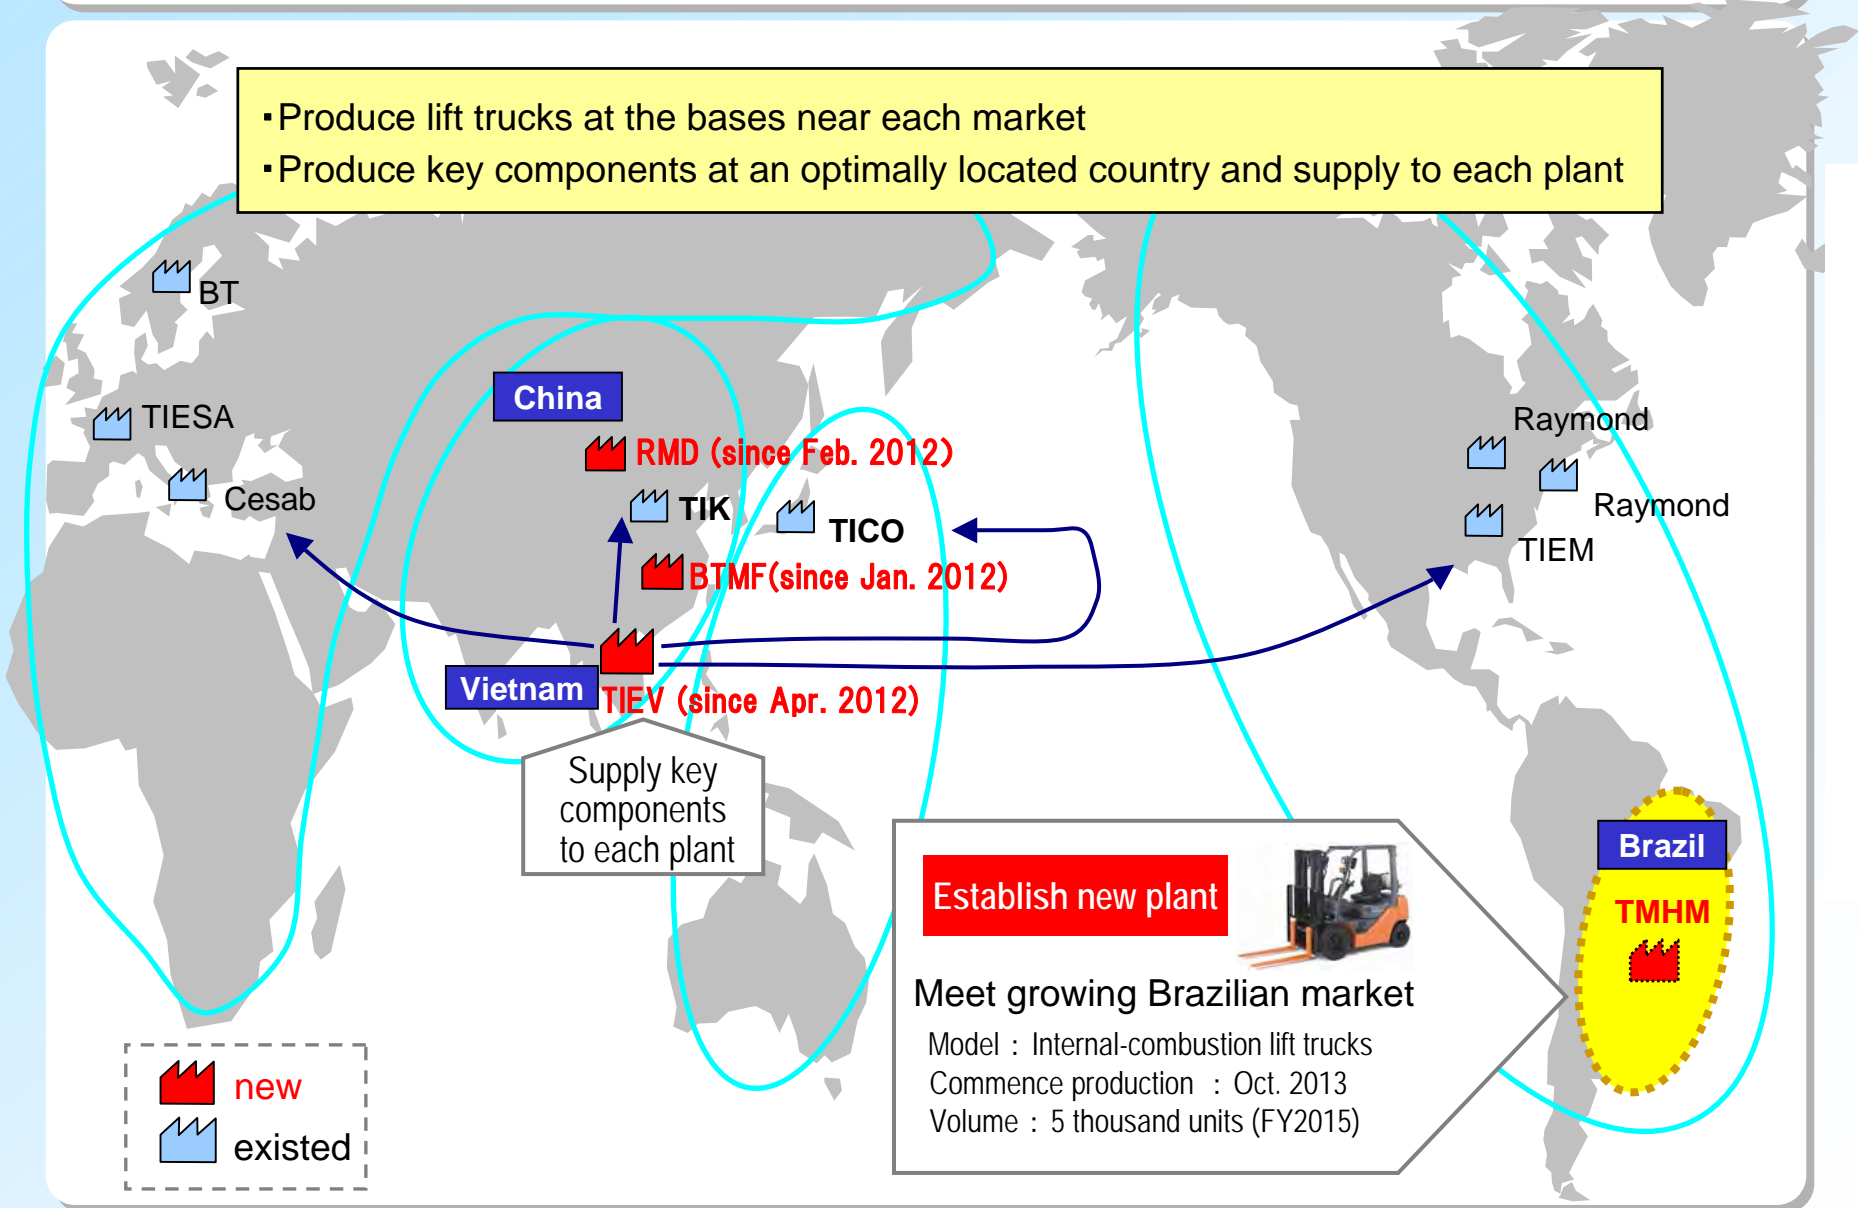 ・Produce lift trucks at the bases near each market
・Produce key components at an optimally located country and supply to each plant
BT
TIESA
Cesab
China
RMD (since Feb. 2012)
TIK
TICO
BTMF(since Jan. 2012)
Vietnam
TIEV (since Apr. 2012)
Supply key
components
to each plant
Raymond
Raymond
TIEM
Brazil
TMHM
Establish new plant
Meet growing Brazilian market
Model : Internal-combustion lift trucks
Commence production : Oct. 2013
Volume : 5 thousand units (FY2015)
new
existed